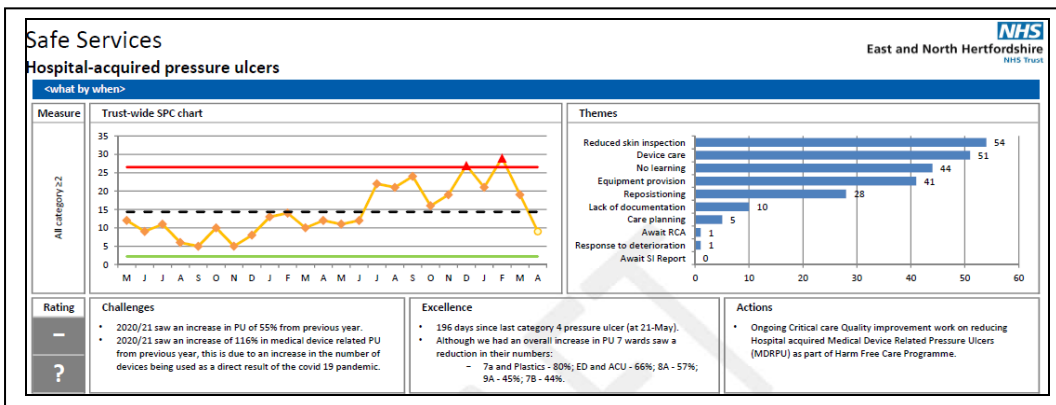 Safe Services
NHS
East and North Hertfordshire
NHS Trust
Hospital-acquired pressure ulcers
<what by when>
Measure
All category ≥2
Trust-wide SPC chart
35
30
25
20
15
10
5
0
M J J A S O N D J F M A M J J A S O N D J F M A
Themes
Reduced skin inspection 54
Device care 51
No learning 44
Equipment provision 41
Reposistioning 28
Lack of documentation 10
Care planning 5
Await RCA 1
Response to deterioration 1
Await SI Report 0
0 10 20 30 40 50 60
Rating
–
?
Challenges
• 2020/21 saw an increase in PU of 55% from previous year.
• 2020/21 saw an increase of 116% in medical device related PU
from previous year, this is due to an increase in the number of
devices being used as a direct result of the covid 19 pandemic.
Excellence
• 196 days since last category 4 pressure ulcer (at 21-May).
• Although we had an overall increase in PU 7 wards saw a
reduction in their numbers:
– 7a and Plastics - 80%; ED and ACU - 66%; 8A - 57%;
9A - 45%; 7B - 44%.
Actions
• Ongoing Critical care Quality improvement work on reducing
Hospital acquired Medical Device Related Pressure Ulcers
(MDRPU) as part of Harm Free Care Programme.